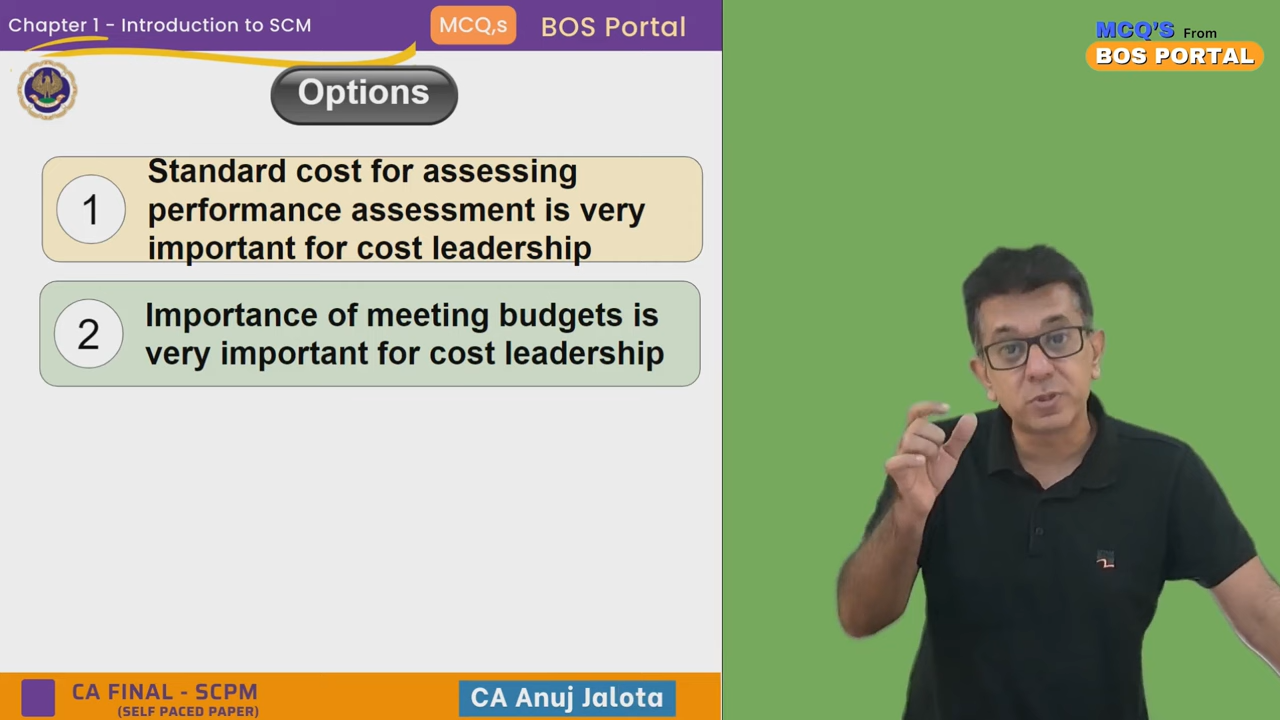 Chapter 1 - Introduction to SCM
MCQ,s
BOS Portal
MCQ'S From
BOS PORTAL
Options
1
Standard cost for assessing
performance assessment is very
important for cost leadership
2
Importance of meeting budgets is
very important for cost leadership
CA FINAL - SCPM
(SELF PACED PAPER)
CA Anuj Jalota